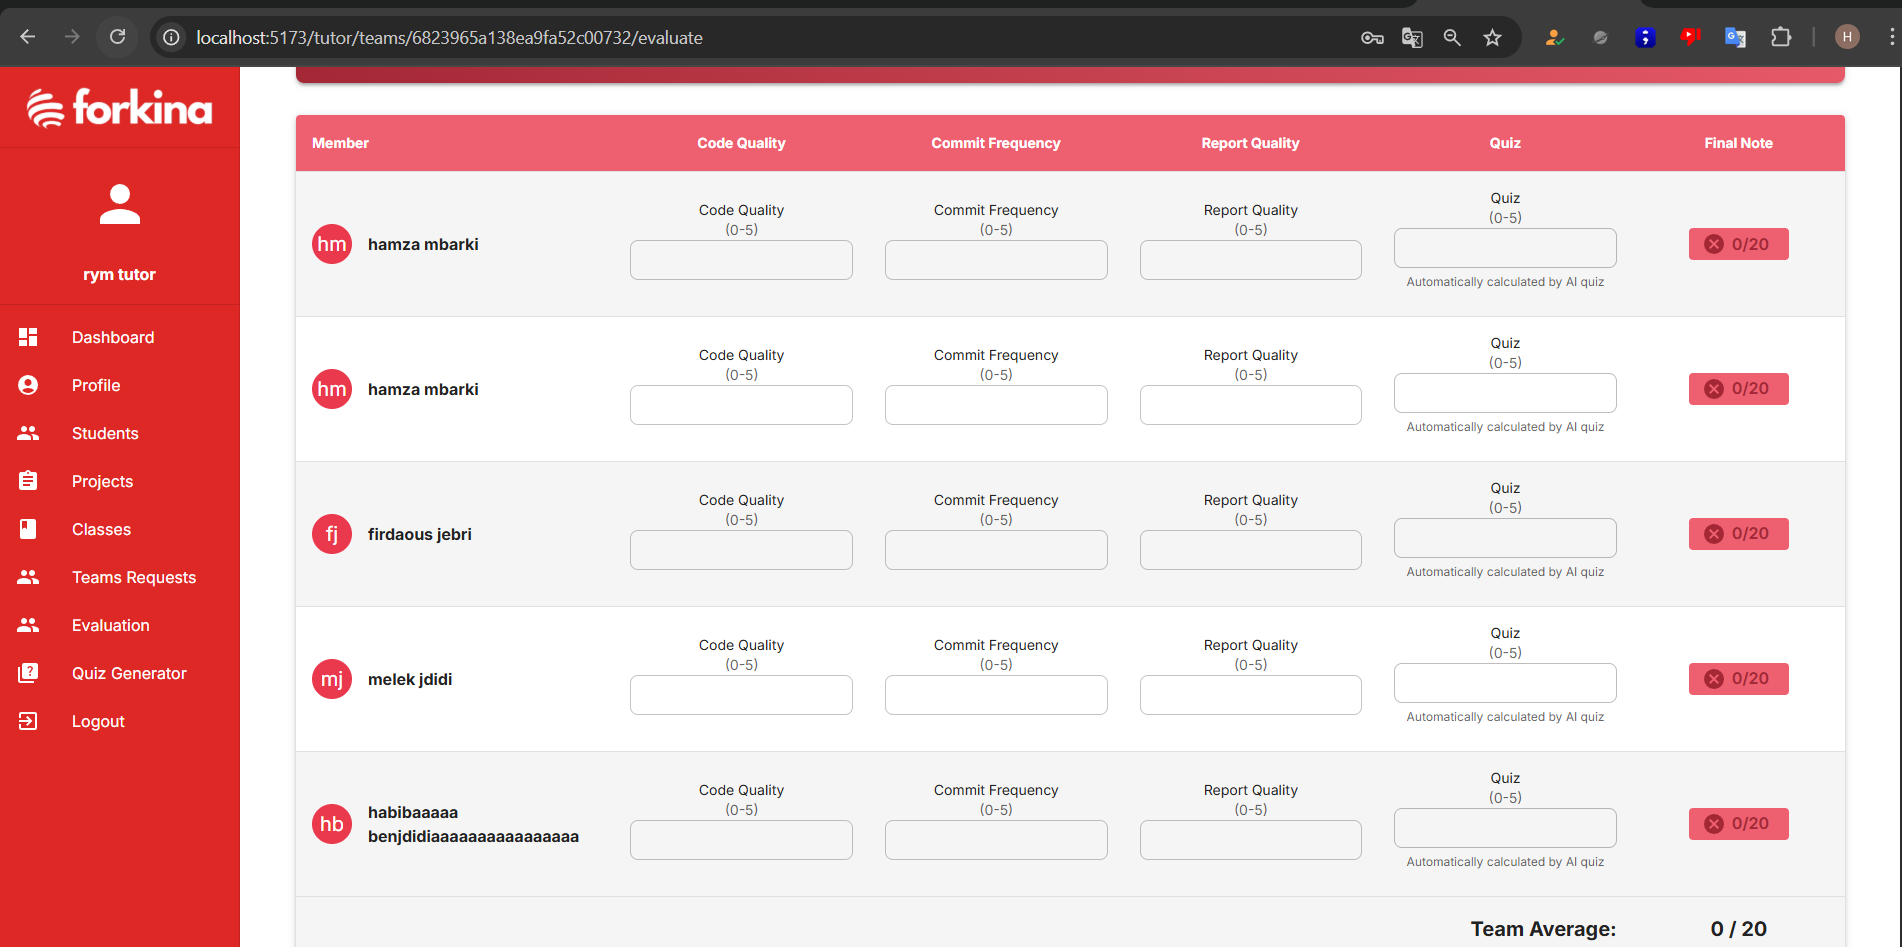 localhost:5173/tutor/teams/6823965a138ea9fa52c00732/evaluate
H
forkina
rym tutor
Dashboard
Profile
Students
Projects
Classes
Teams Requests
Evaluation
Quiz Generator
Logout
Member Code Quality Commit Frequency Report Quality Quiz Final Note
hm hamza mbarki
Code Quality
(0-5)
Commit Frequency
(0-5)
Report Quality
(0-5)
Quiz
(0-5)
Automatically calculated by AI quiz
0/20
hm hamza mbarki
Code Quality
(0-5)
Commit Frequency
(0-5)
Report Quality
(0-5)
Quiz
(0-5)
Automatically calculated by AI quiz
0/20
fj firdaous jebri
Code Quality
(0-5)
Commit Frequency
(0-5)
Report Quality
(0-5)
Quiz
(0-5)
Automatically calculated by AI quiz
0/20
mj melek jdidi
Code Quality
(0-5)
Commit Frequency
(0-5)
Report Quality
(0-5)
Quiz
(0-5)
Automatically calculated by AI quiz
0/20
hb habibaaaaa
benjdidiaaaaaaaaaaaaaaaa
Code Quality
(0-5)
Commit Frequency
(0-5)
Report Quality
(0-5)
Quiz
(0-5)
Automatically calculated by AI quiz
0/20
Team Average: 0 / 20